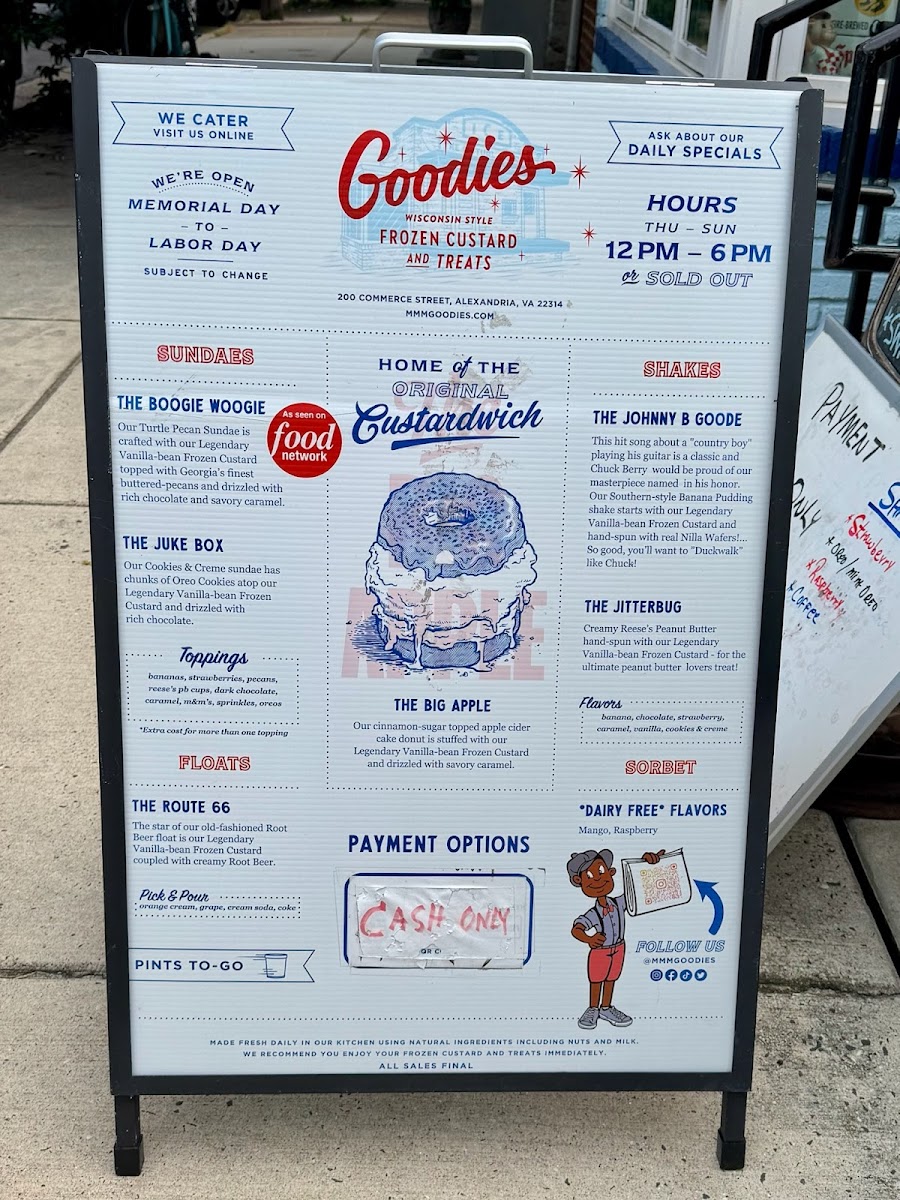 WE CATER
VISIT US ONLINE
WE'RE OPEN
MEMORIAL DAY
– TO –
LABOR DAY
SUBJECT TO CHANGE
Goodies
WISCONSIN STYLE
FROZEN CUSTARD
AND TREATS
200 COMMERCE STREET, ALEXANDRIA, VA 22314
MMMGOODIES.COM
ASK ABOUT OUR
DAILY SPECIALS
HOURS
THU – SUN
12 PM – 6 PM
or SOLD OUT
SUNDAES
THE BOOGIE WOOGIE
Our Turtle Pecan Sundae is
crafted with our Legendary
Vanilla-bean Frozen Custard
topped with Georgia's finest
buttered-pecans and drizzled with
rich chocolate and savory caramel.
As seen on
food
network
THE JUKE BOX
Our Cookies & Creme sundae has
chunks of Oreo Cookies atop our
Legendary Vanilla-bean Frozen
Custard and drizzled with
rich chocolate.
Toppings
bananas, strawberries, pecans,
reese's pb cups, dark chocolate,
caramel, m&m's, sprinkles, oreos
*Extra cost for more than one topping
FLOATS
THE ROUTE 66
The star of our old-fashioned Root
Beer float is our Legendary
Vanilla-bean Frozen Custard
coupled with creamy Root Beer.
Pick & Pour
orange cream, grape, cream soda, coke
PINTS TO-GO
HOME of THE
ORIGINAL
Custardwich
THE BIG APPLE
Our cinnamon-sugar topped apple cider
cake donut is stuffed with our
Legendary Vanilla-bean Frozen Custard
and drizzled with savory caramel.
PAYMENT OPTIONS
CASH ONLY
SHAKES
THE JOHNNY B GOODE
This hit song about a "country boy"
playing his guitar is a classic and
Chuck Berry would be proud of our
masterpiece named in his honor.
Our Southern-style Banana Pudding
shake starts with our Legendary
Vanilla-bean Frozen Custard and
hand-spun with real Nilla Wafers!...
So good, you'll want to "Duckwalk"
like Chuck!
THE JITTERBUG
Creamy Reese's Peanut Butter
hand-spun with our Legendary
Vanilla-bean Frozen Custard - for the
ultimate peanut butter lovers treat!
Flavors
banana, chocolate, strawberry,
caramel, vanilla, cookies & creme
SORBET
*DAIRY FREE* FLAVORS
Mango, Raspberry
FOLLOW US
@MMMGOODIES
MADE FRESH DAILY IN OUR KITCHEN USING NATURAL INGREDIENTS INCLUDING NUTS AND MILK.
WE RECOMMEND YOU ENJOY YOUR FROZEN CUSTARD AND TREATS IMMEDIATELY.
ALL SALES FINAL
PAYMENT
ONLY
*Strawberry
*Oreo/Mint Oreo
*Raspberry
*Coffee